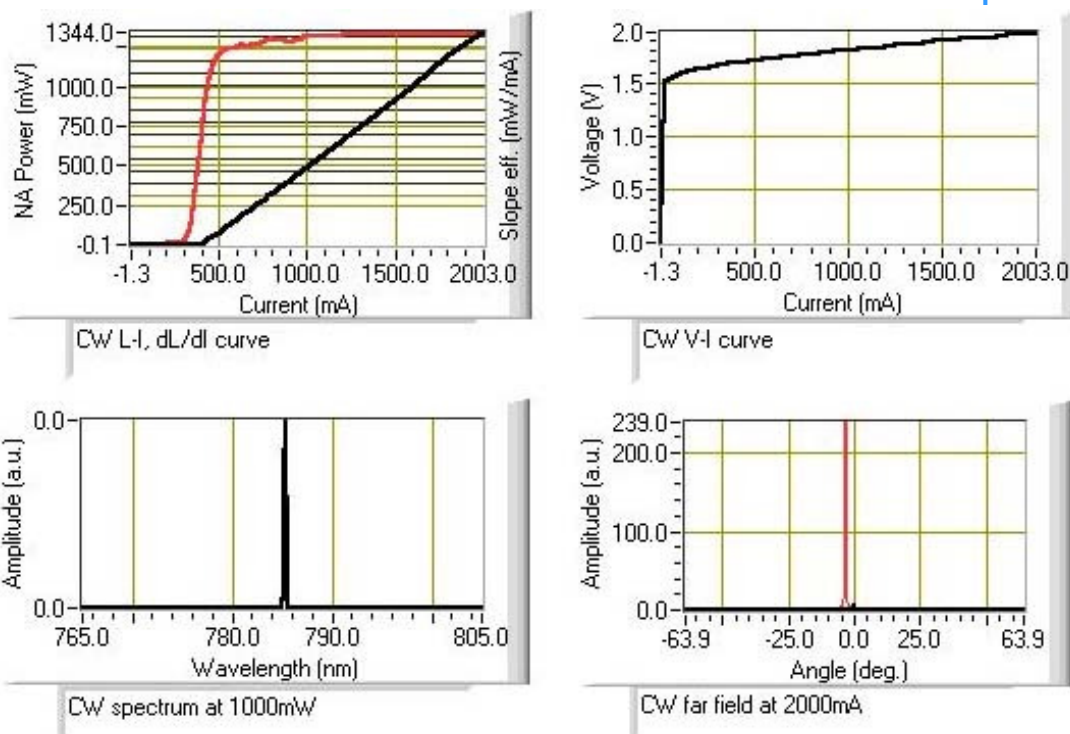 1344.0
1000.0
750.0
500.0
250.0
-0.1
NA Power (mW)
Slope eff. (mW/mA)
-1.3 500.0 1000.0 1500.0 2003.0
Current (mA)
CW L-I, dL/dI curve
2.0
1.5
1.0
0.5
0.0
Voltage (V)
-1.3 500.0 1000.0 1500.0 2003.0
Current (mA)
CW V-I curve
0.0
0.0
Amplitude (a.u.)
765.0 780.0 790.0 805.0
Wavelength (nm)
CW spectrum at 1000mW
239.0
200.0
100.0
0.0
Amplitude (a.u.)
-63.9 -25.0 0.0 25.0 63.9
Angle (deg.)
CW far field at 2000mA